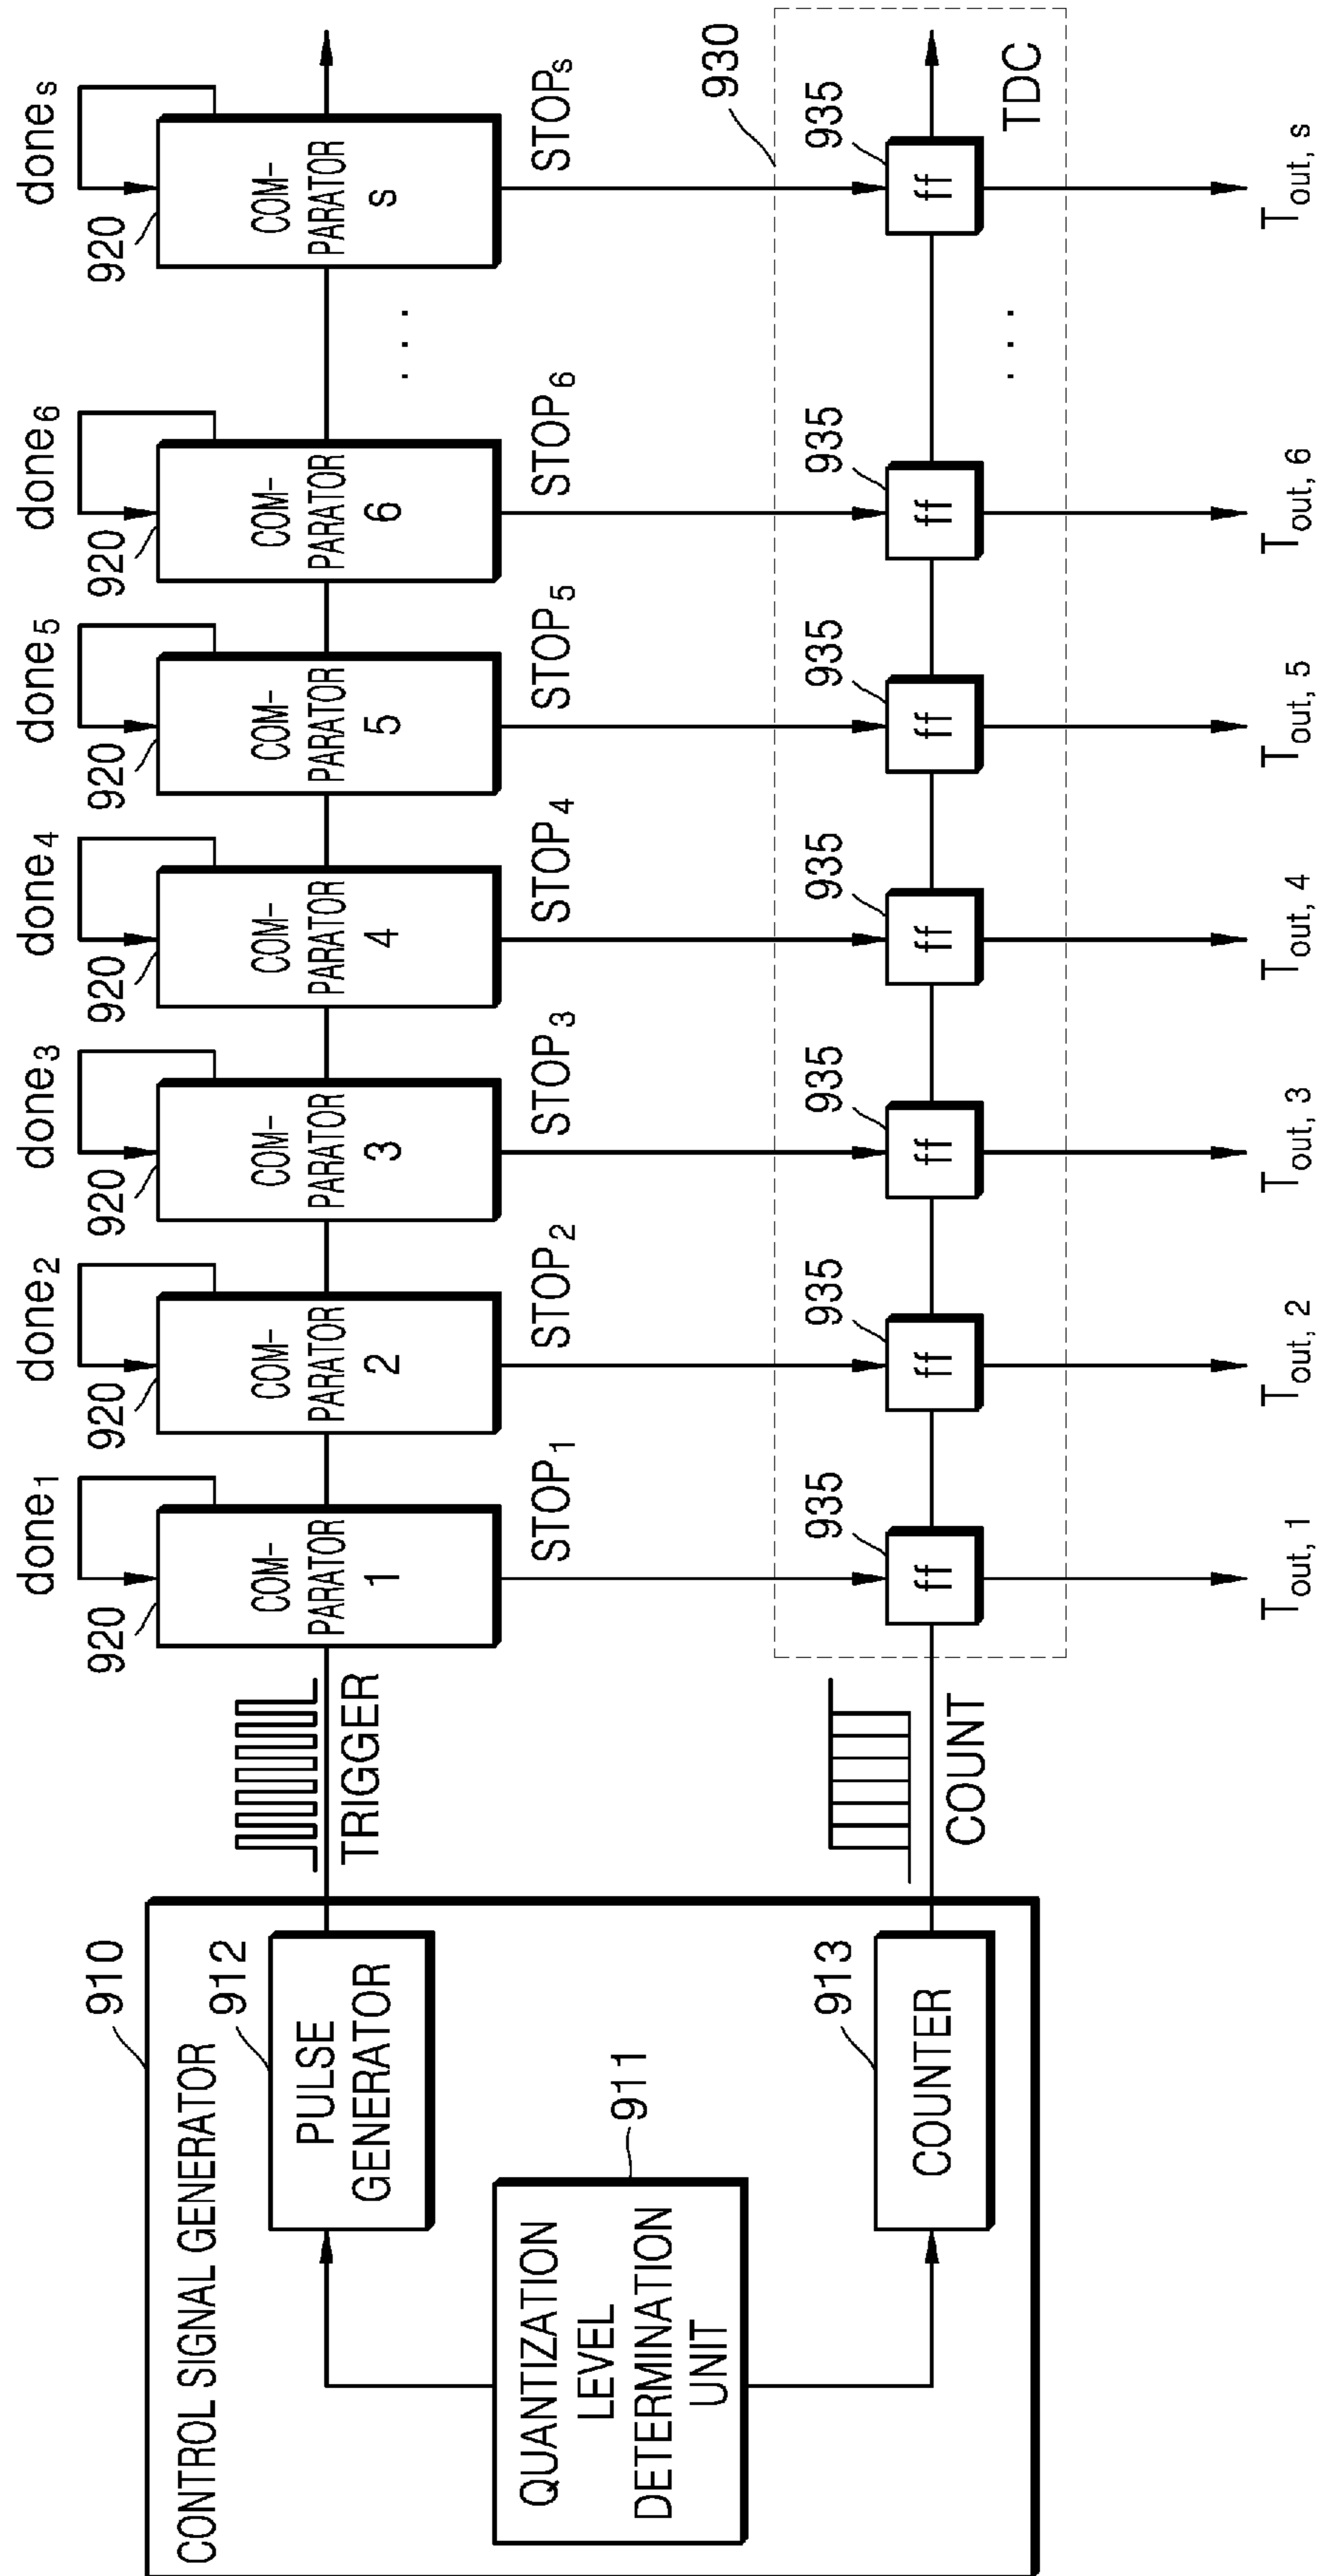 CONTROL SIGNAL GENERATOR
910
912
PULSE
GENERATOR
911
QUANTIZATION
LEVEL
DETERMINATION
UNIT
913
COUNTER
TRIGGER
COUNT
done1
done2
done3
done4
done5
done6
dones
920
920
920
920
920
920
920
COM-
PARATOR
1
COM-
PARATOR
2
COM-
PARATOR
3
COM-
PARATOR
4
COM-
PARATOR
5
COM-
PARATOR
6
. . .
COM-
PARATOR
s
STOP1
STOP2
STOP3
STOP4
STOP5
STOP6
STOPs
930
935
935
935
935
935
935
935
ff
ff
ff
ff
ff
ff
ff
. . .
TDC
Tout, 1
Tout, 2
Tout, 3
Tout, 4
Tout, 5
Tout, 6
Tout, s